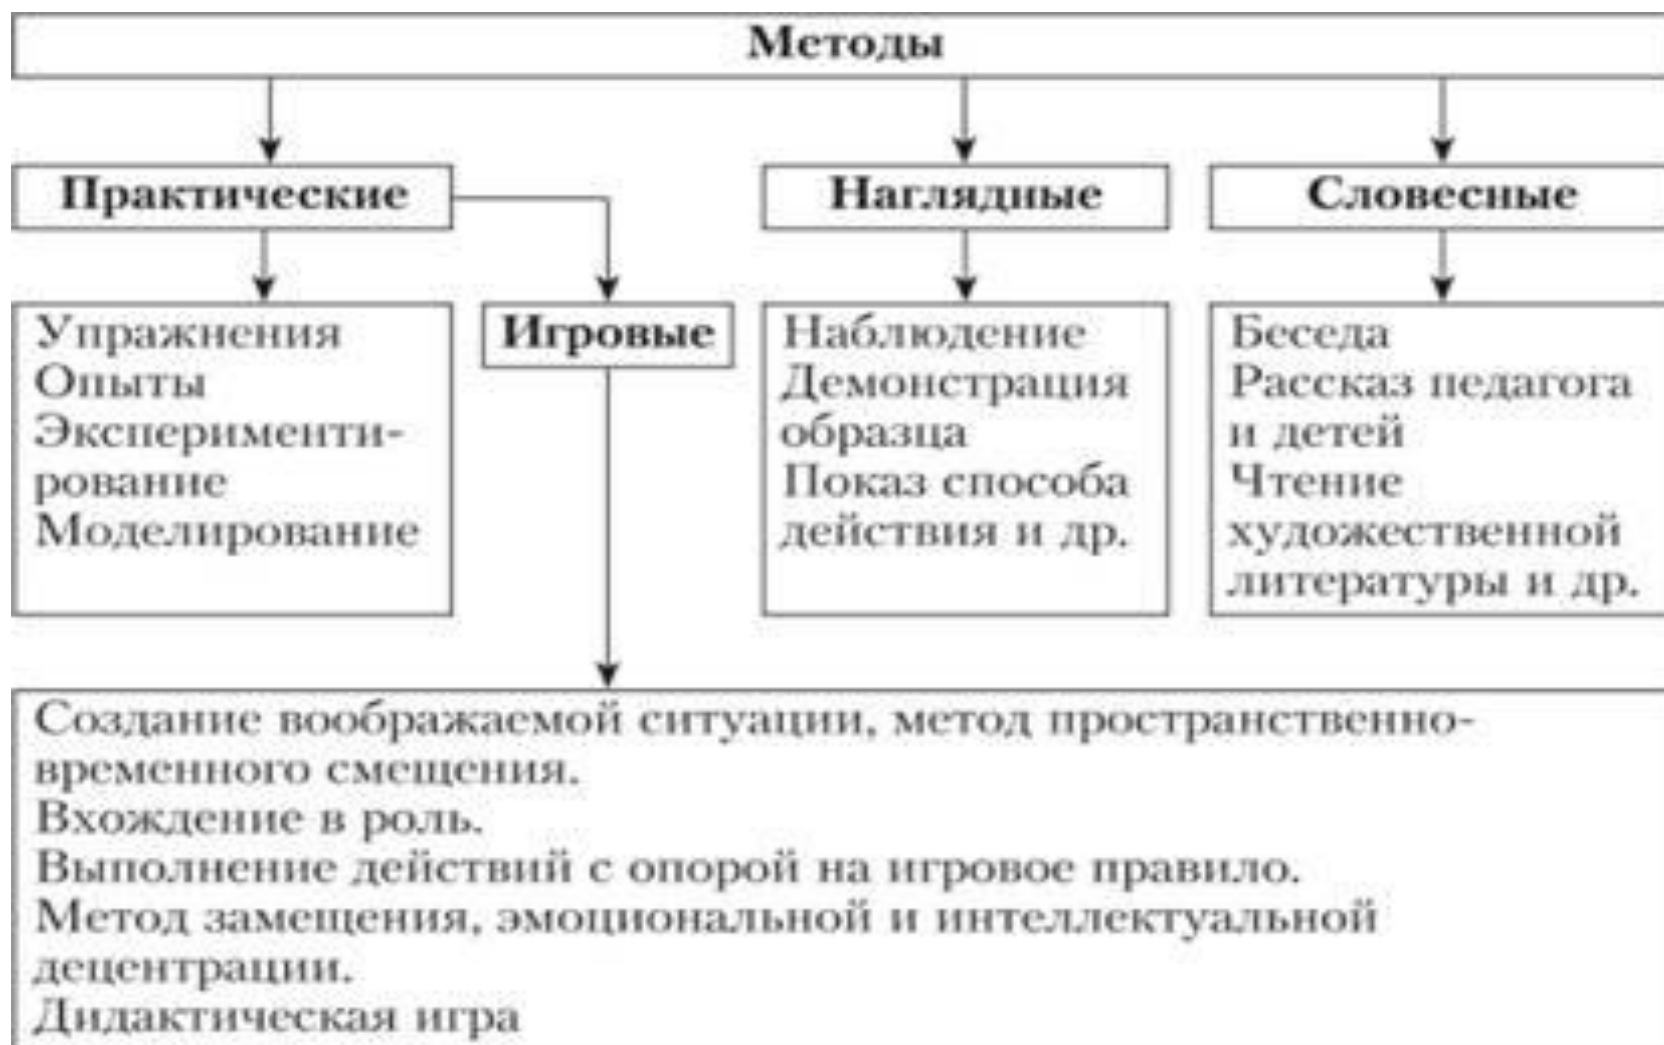 Методы
Практические
Наглядные
Словесные
Упражнения
Опыты
Эксперименти-
рование
Моделирование
Игровые
Наблюдение
Демонстрация
образца
Показ способа
действия и др.
Беседа
Рассказ педагога
и детей
Чтение
художественной
литературы и др.
Создание воображаемой ситуации, метод пространственно-
временного смещения.
Вхождение в роль.
Выполнение действий с опорой на игровое правило.
Метод замещения, эмоциональной и интеллектуальной
децентрации.
Дидактическая игра